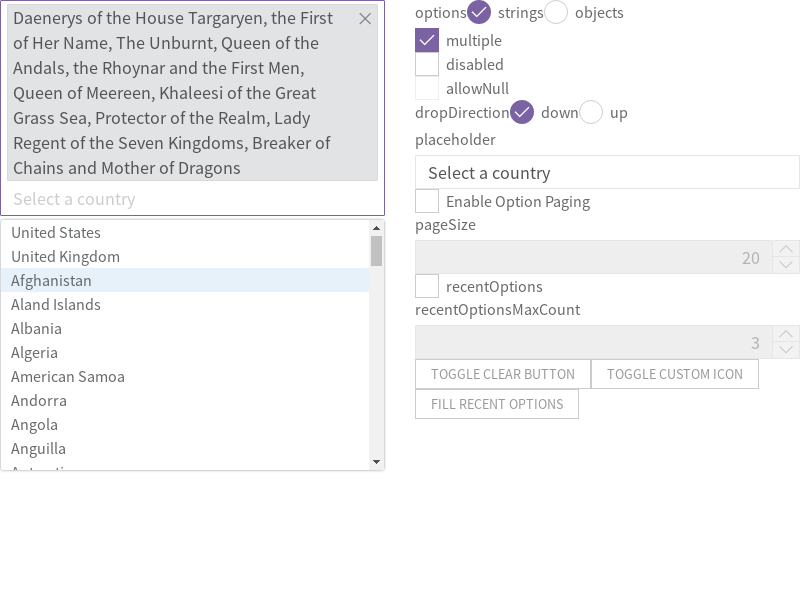 Daenerys of the House Targaryen, the First
of Her Name, The Unburnt, Queen of the
Andals, the Rhoynar and the First Men,
Queen of Meereen, Khaleesi of the Great
Grass Sea, Protector of the Realm, Lady
Regent of the Seven Kingdoms, Breaker of
Chains and Mother of Dragons
Select a country
United States
United Kingdom
Afghanistan
Aland Islands
Albania
Algeria
American Samoa
Andorra
Angola
Anguilla
options strings objects
multiple
disabled
allowNull
dropDirection down up
placeholder
Select a country
Enable Option Paging
pageSize
20
recentOptions
recentOptionsMaxCount
3
TOGGLE CLEAR BUTTON TOGGLE CUSTOM ICON
FILL RECENT OPTIONS